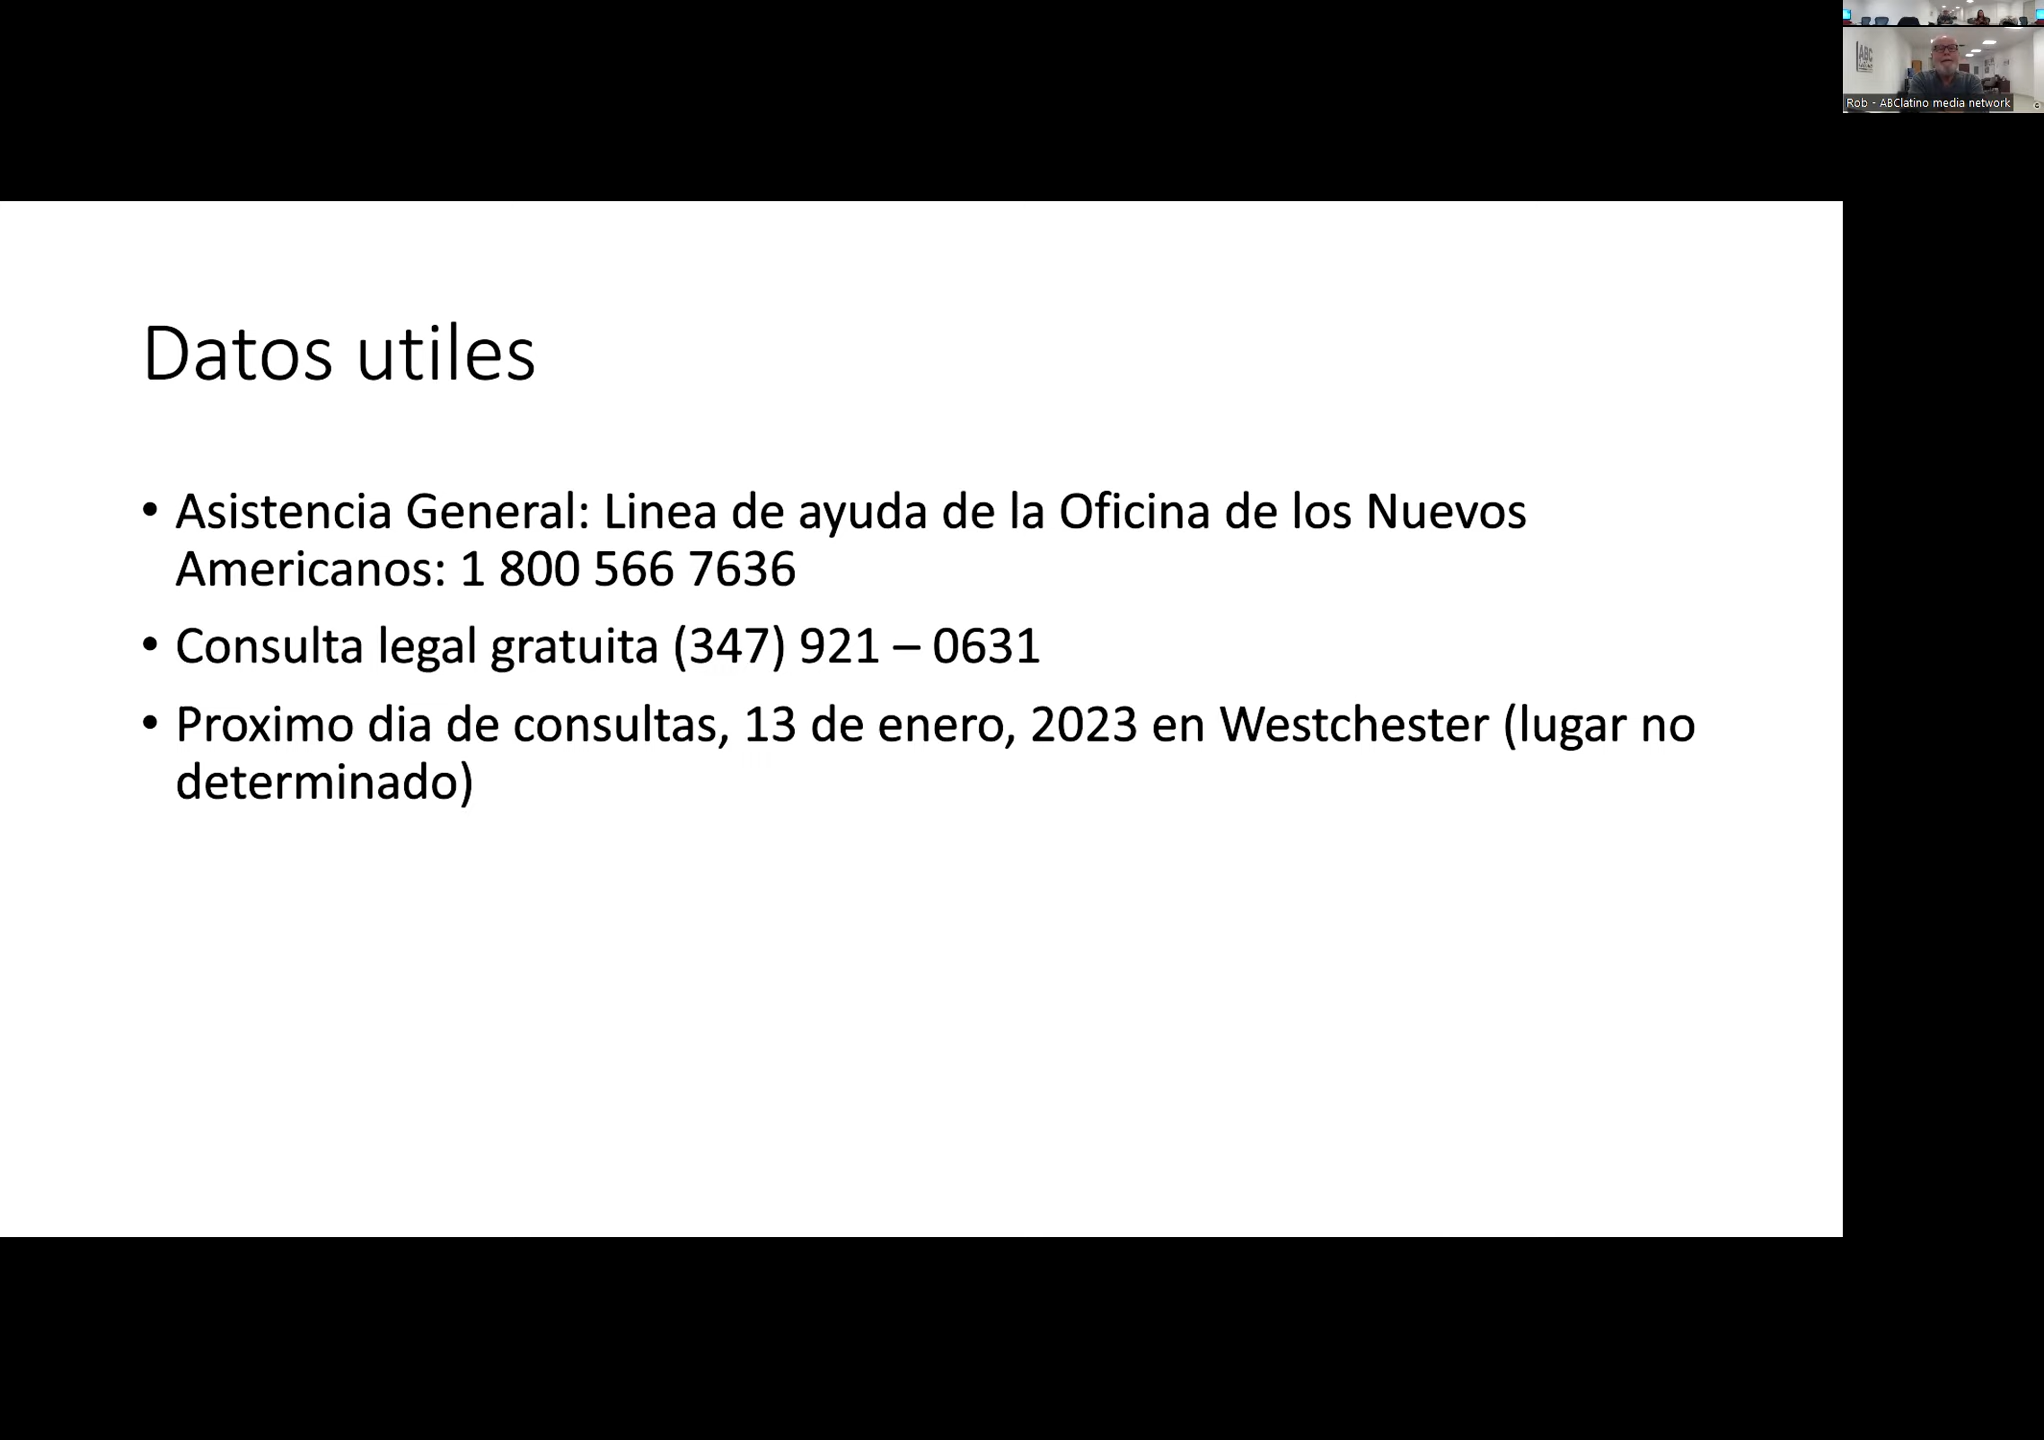 Rob - ABClatino media network
Datos utiles
• Asistencia General: Linea de ayuda de la Oficina de los Nuevos
Americanos: 1 800 566 7636
• Consulta legal gratuita (347) 921 – 0631
• Proximo dia de consultas, 13 de enero, 2023 en Westchester (lugar no
determinado)
ABC